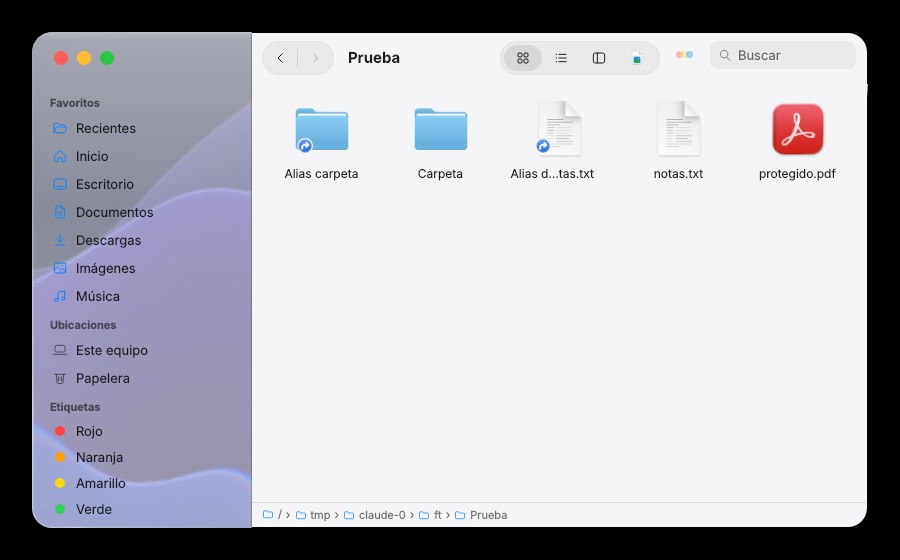 Prueba
Buscar
Favoritos
Recientes
Inicio
Escritorio
Documentos
Descargas
Imágenes
Música
Ubicaciones
Este equipo
Papelera
Etiquetas
Rojo
Naranja
Amarillo
Verde
Alias carpeta
Carpeta
Alias d...tas.txt
notas.txt
protegido.pdf
/ › tmp › claude-0 › ft › Prueba